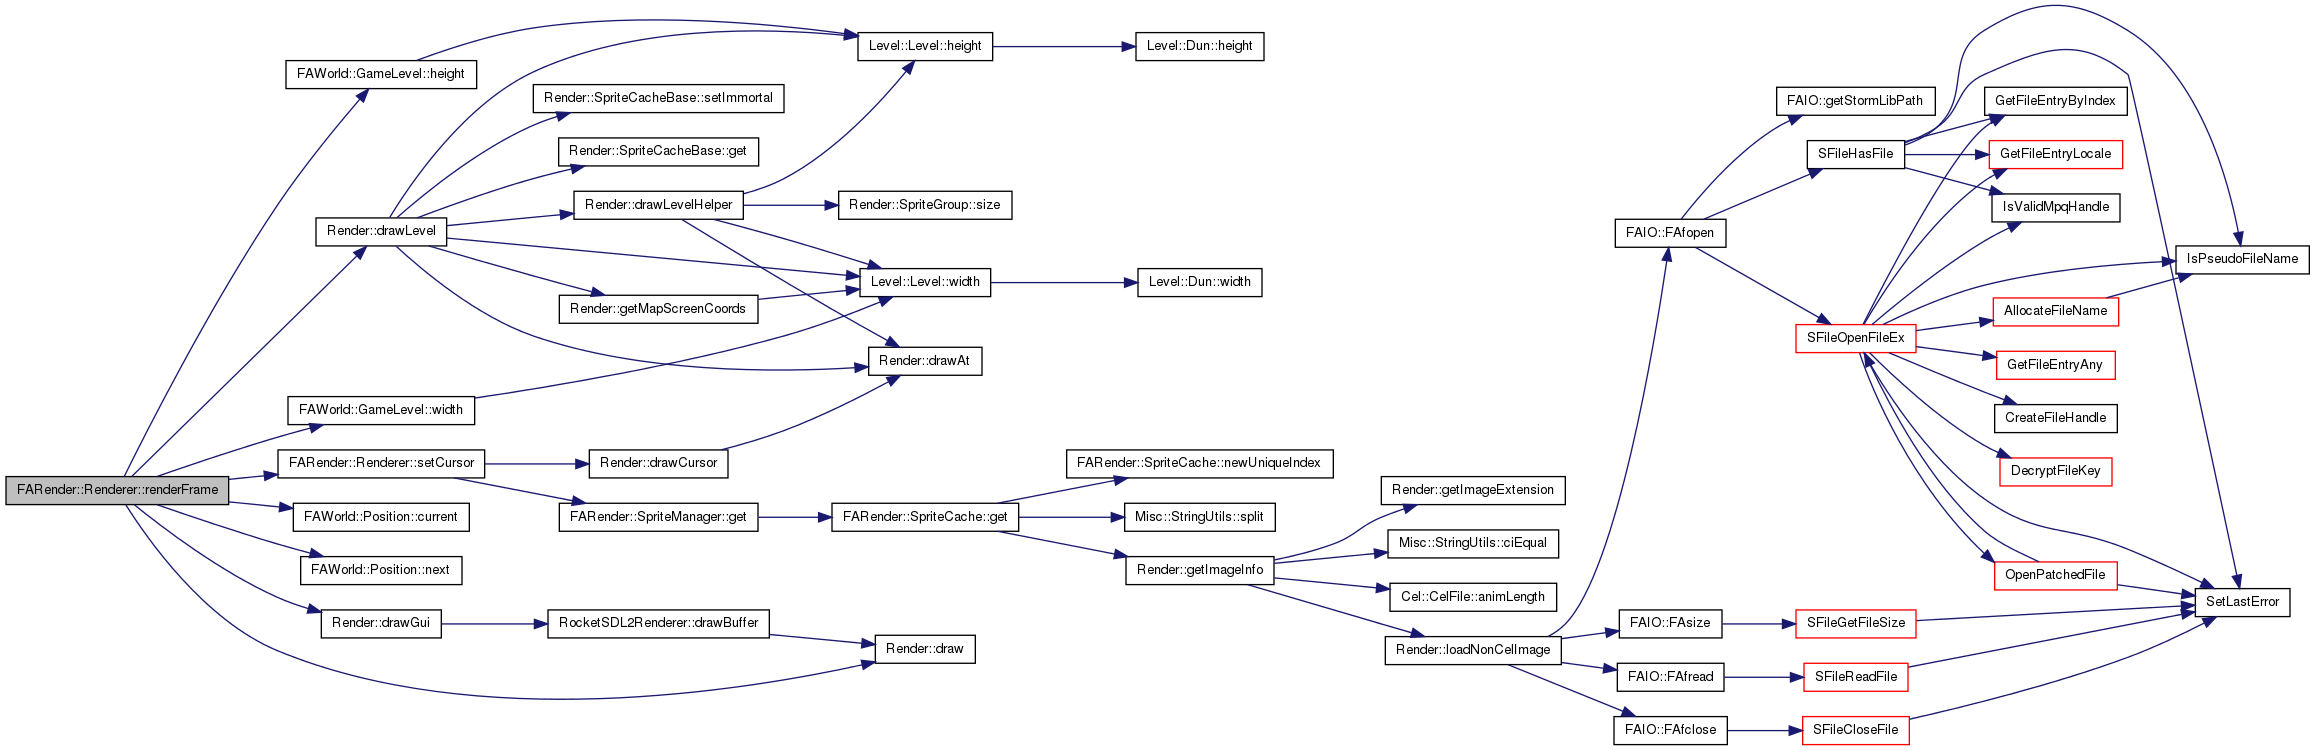 FARender::Renderer::renderFrame
FAWorld::GameLevel::height
Render::drawLevel
FAWorld::GameLevel::width
FARender::Renderer::setCursor
FAWorld::Position::current
FAWorld::Position::next
Render::drawGui
Render::SpriteCacheBase::setImmortal
Render::SpriteCacheBase::get
Render::drawLevelHelper
Render::getMapScreenCoords
Render::drawCursor
FARender::SpriteManager::get
RocketSDL2Renderer::drawBuffer
Level::Level::height
Render::SpriteGroup::size
Level::Level::width
Render::drawAt
FARender::SpriteCache::get
Render::draw
Level::Dun::height
Level::Dun::width
FARender::SpriteCache::newUniqueIndex
Misc::StringUtils::split
Render::getImageInfo
Render::getImageExtension
Misc::StringUtils::ciEqual
Cel::CelFile::animLength
Render::loadNonCelImage
FAIO::FAfopen
FAIO::FAsize
FAIO::FAfread
FAIO::FAfclose
FAIO::getStormLibPath
SFileHasFile
SFileOpenFileEx
SFileGetFileSize
SFileReadFile
SFileCloseFile
GetFileEntryByIndex
GetFileEntryLocale
IsValidMpqHandle
AllocateFileName
GetFileEntryAny
CreateFileHandle
DecryptFileKey
OpenPatchedFile
IsPseudoFileName
SetLastError